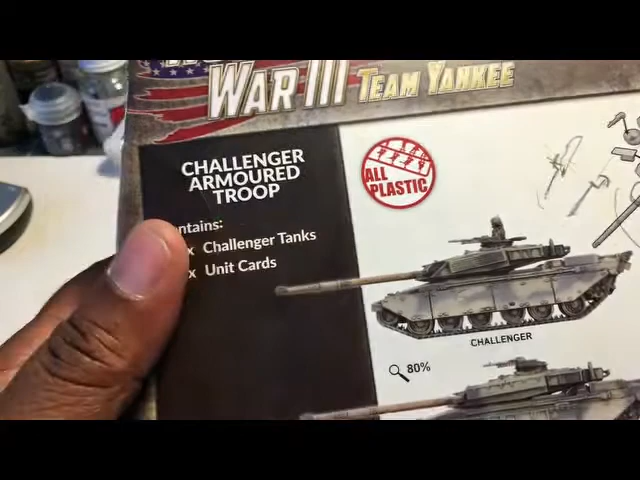 WAR III TEAM YANKEE
CHALLENGER
ARMOURED
TROOP
ALL
PLASTIC
x Challenger Tanks
x Unit Cards
CHALLENGER
80%